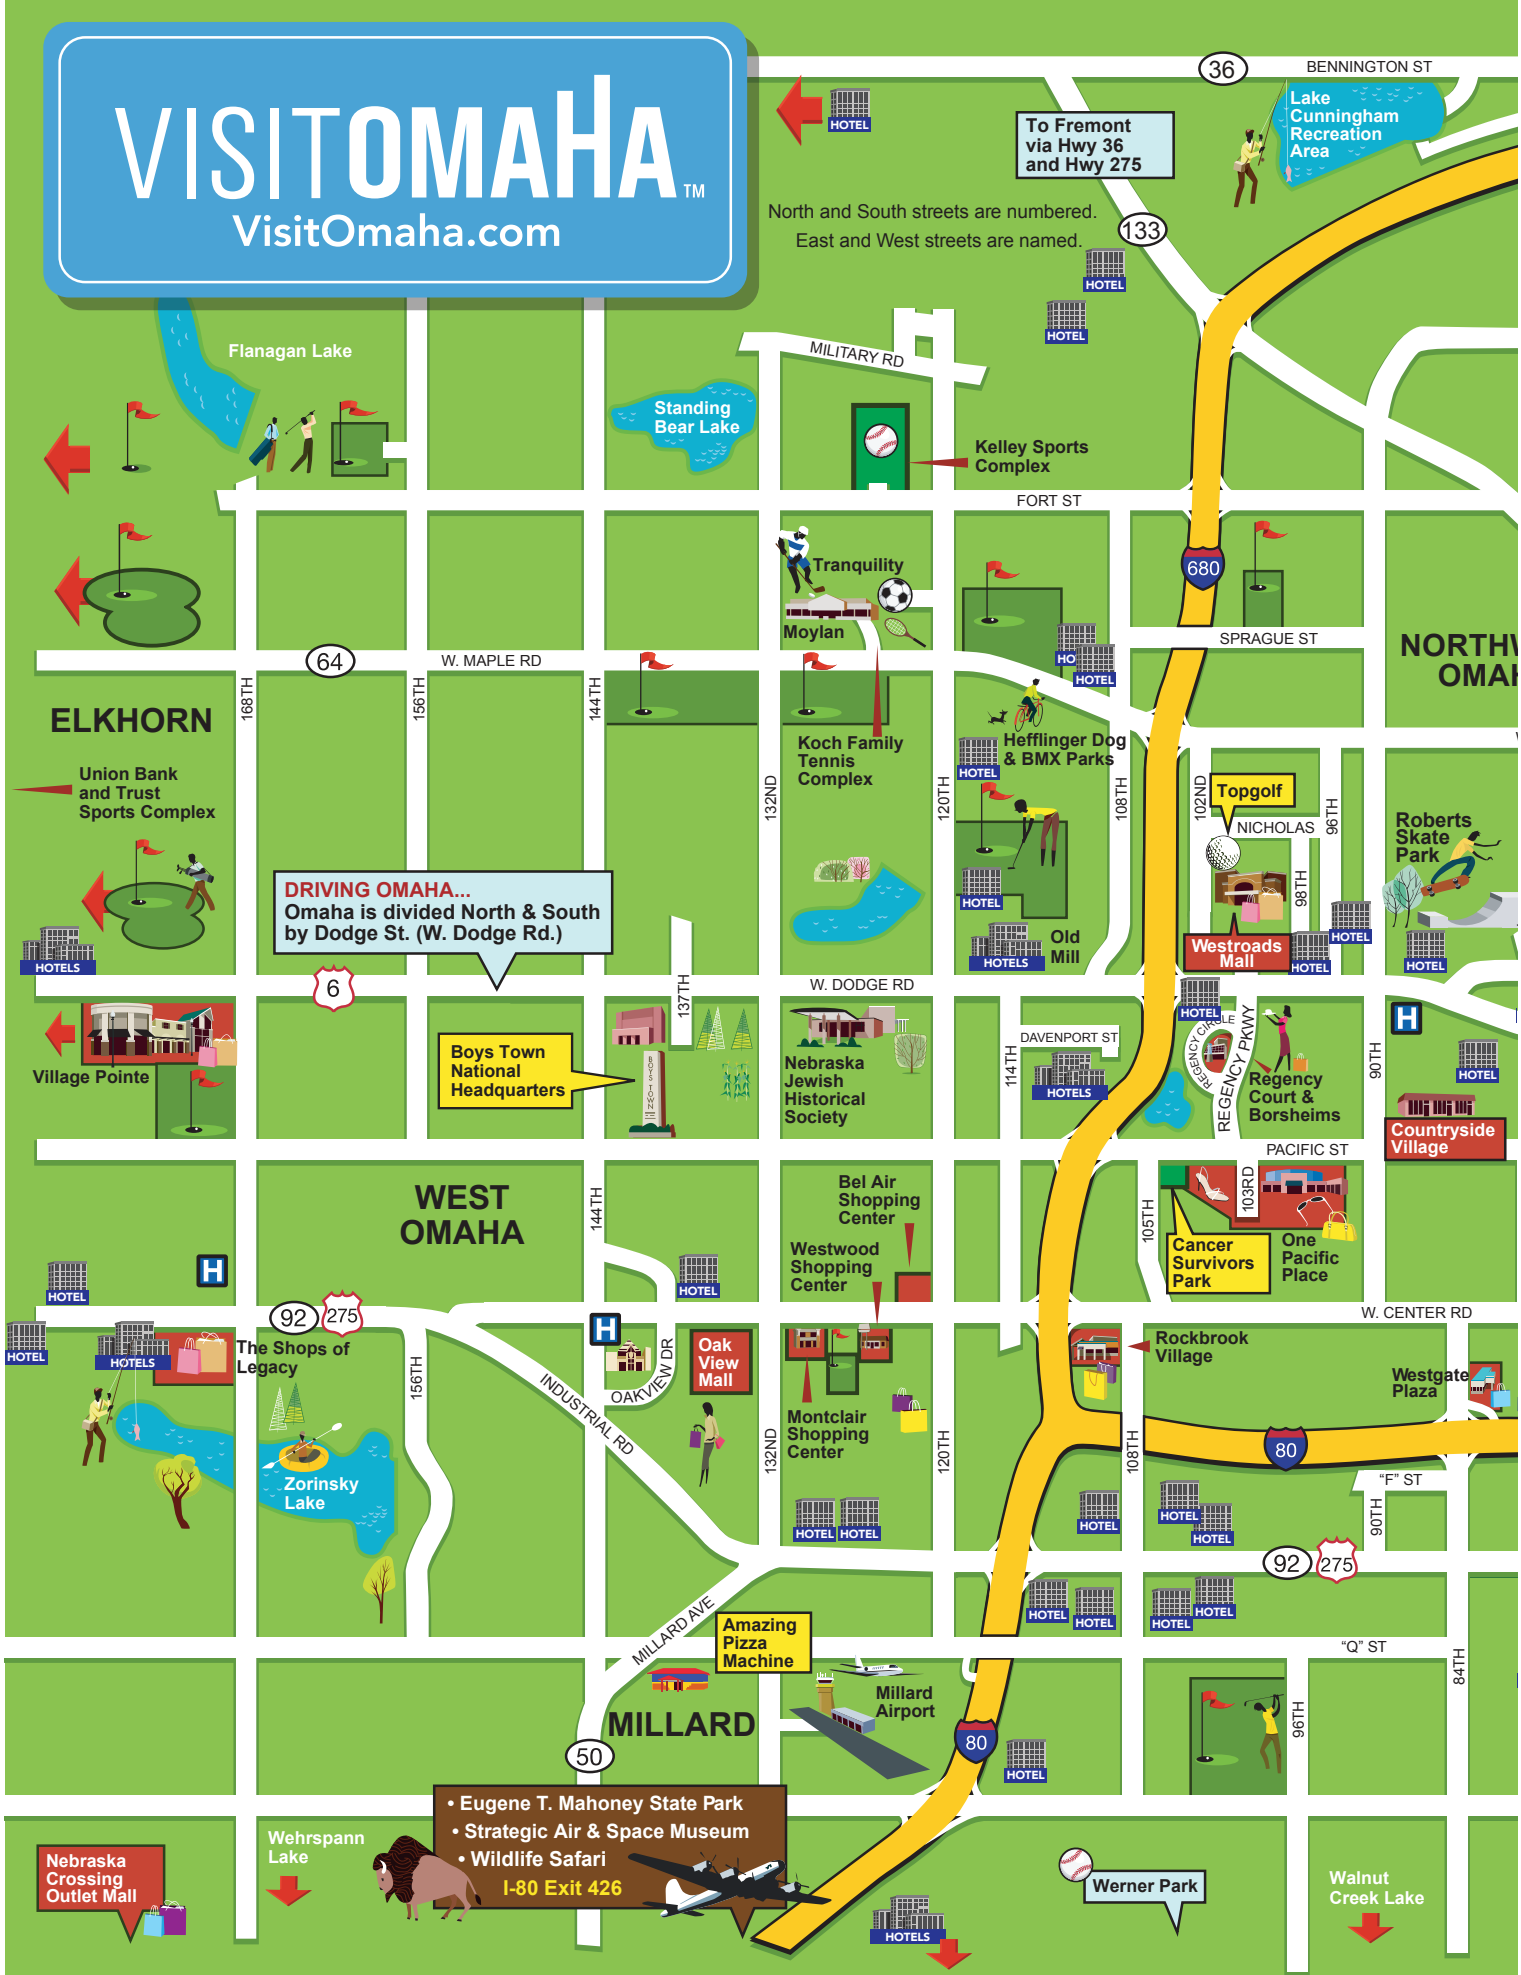 VISITOMAHA™
VisitOmaha.com
36
BENNINGTON ST
HOTEL
Lake
Cunningham
Recreation
Area
To Fremont
via Hwy 36
and Hwy 275
North and South streets are numbered.
East and West streets are named.
133
HOTEL
HOTEL
Flanagan Lake
MILITARY RD
Standing
Bear Lake
Kelley Sports
Complex
FORT ST
680
Tranquility
Moylan
SPRAGUE ST
64
W. MAPLE RD
HO
HOTEL
ELKHORN
168TH
156TH
144TH
132ND
120TH
108TH
102ND
96TH
Koch Family
Tennis
Complex
Hefflinger Dog
& BMX Parks
HOTEL
Union Bank
and Trust
Sports Complex
Topgolf
NICHOLAS
98TH
Roberts
Skate
Park
DRIVING OMAHA...
Omaha is divided North & South
by Dodge St. (W. Dodge Rd.)
HOTEL
HOTELS
Old
Mill
Westroads
Mall
HOTEL
HOTEL
HOTEL
HOTELS
6
137TH
W. DODGE RD
HOTEL
H
Village Pointe
Boys Town
National
Headquarters
BOYS TOWN
Nebraska
Jewish
Historical
Society
114TH
DAVENPORT ST
HOTELS
REGENCY CIRCLE
REGENCY PKWY
Regency
Court &
Borsheims
90TH
HOTEL
Countryside
Village
PACIFIC ST
WEST
OMAHA
144TH
Bel Air
Shopping
Center
Westwood
Shopping
Center
105TH
103RD
Cancer
Survivors
Park
One
Pacific
Place
HOTEL
H
HOTEL
92
275
W. CENTER RD
HOTEL
HOTELS
The Shops of
Legacy
156TH
H
OAKVIEW DR
Oak
View
Mall
Rockbrook
Village
Westgate
Plaza
INDUSTRIAL RD
Montclair
Shopping
Center
132ND
120TH
108TH
80
"F" ST
Zorinsky
Lake
HOTEL
HOTEL
HOTEL
HOTEL
HOTEL
90TH
92
275
HOTEL
HOTEL
HOTEL
HOTEL
MILLARD AVE
Amazing
Pizza
Machine
"Q" ST
84TH
Millard
Airport
MILLARD
96TH
50
80
HOTEL
• Eugene T. Mahoney State Park
• Strategic Air & Space Museum
• Wildlife Safari
I-80 Exit 426
Wehrspann
Lake
Nebraska
Crossing
Outlet Mall
Werner Park
Walnut
Creek Lake
HOTELS